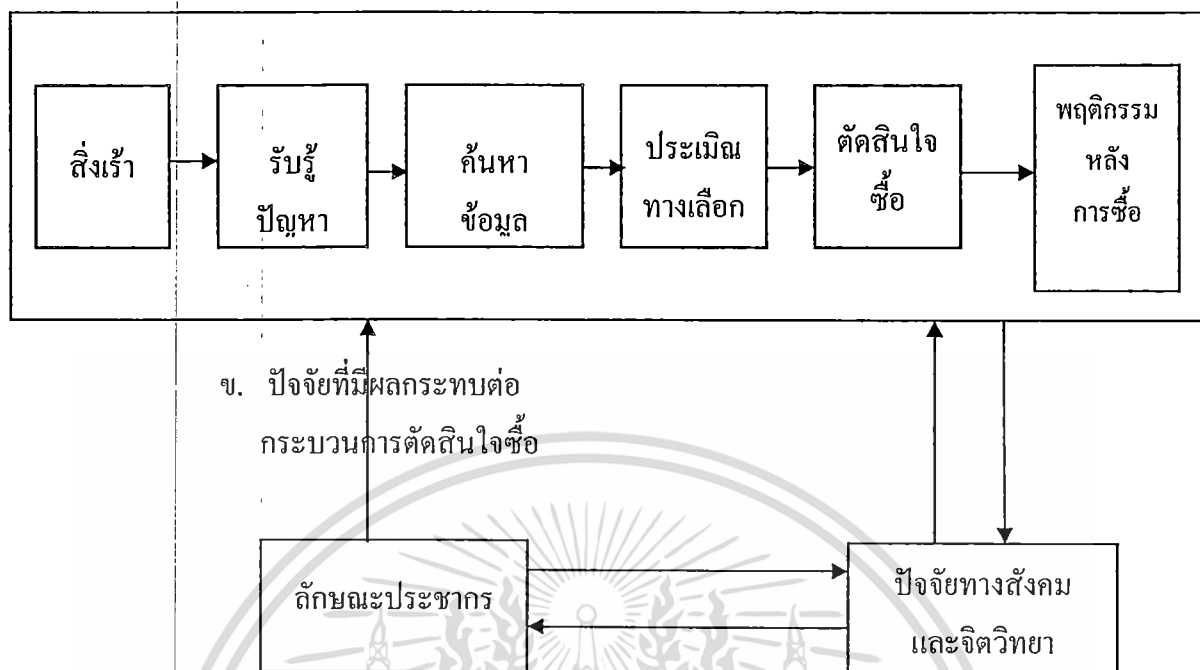 สิ่งเร้า
รับรู้
ปัญหา
ค้นหา
ข้อมูล
ประเมิณ
ทางเลือก
ตัดสินใจ
ซื้อ
พฤติกรรม
หลัง
การซื้อ
ข. ปัจจัยที่มีผลกระทบต่อ
กระบวนการตัดสินใจซื้อ
ลักษณะประชากร
ปัจจัยทางสังคม
และจิตวิทยา